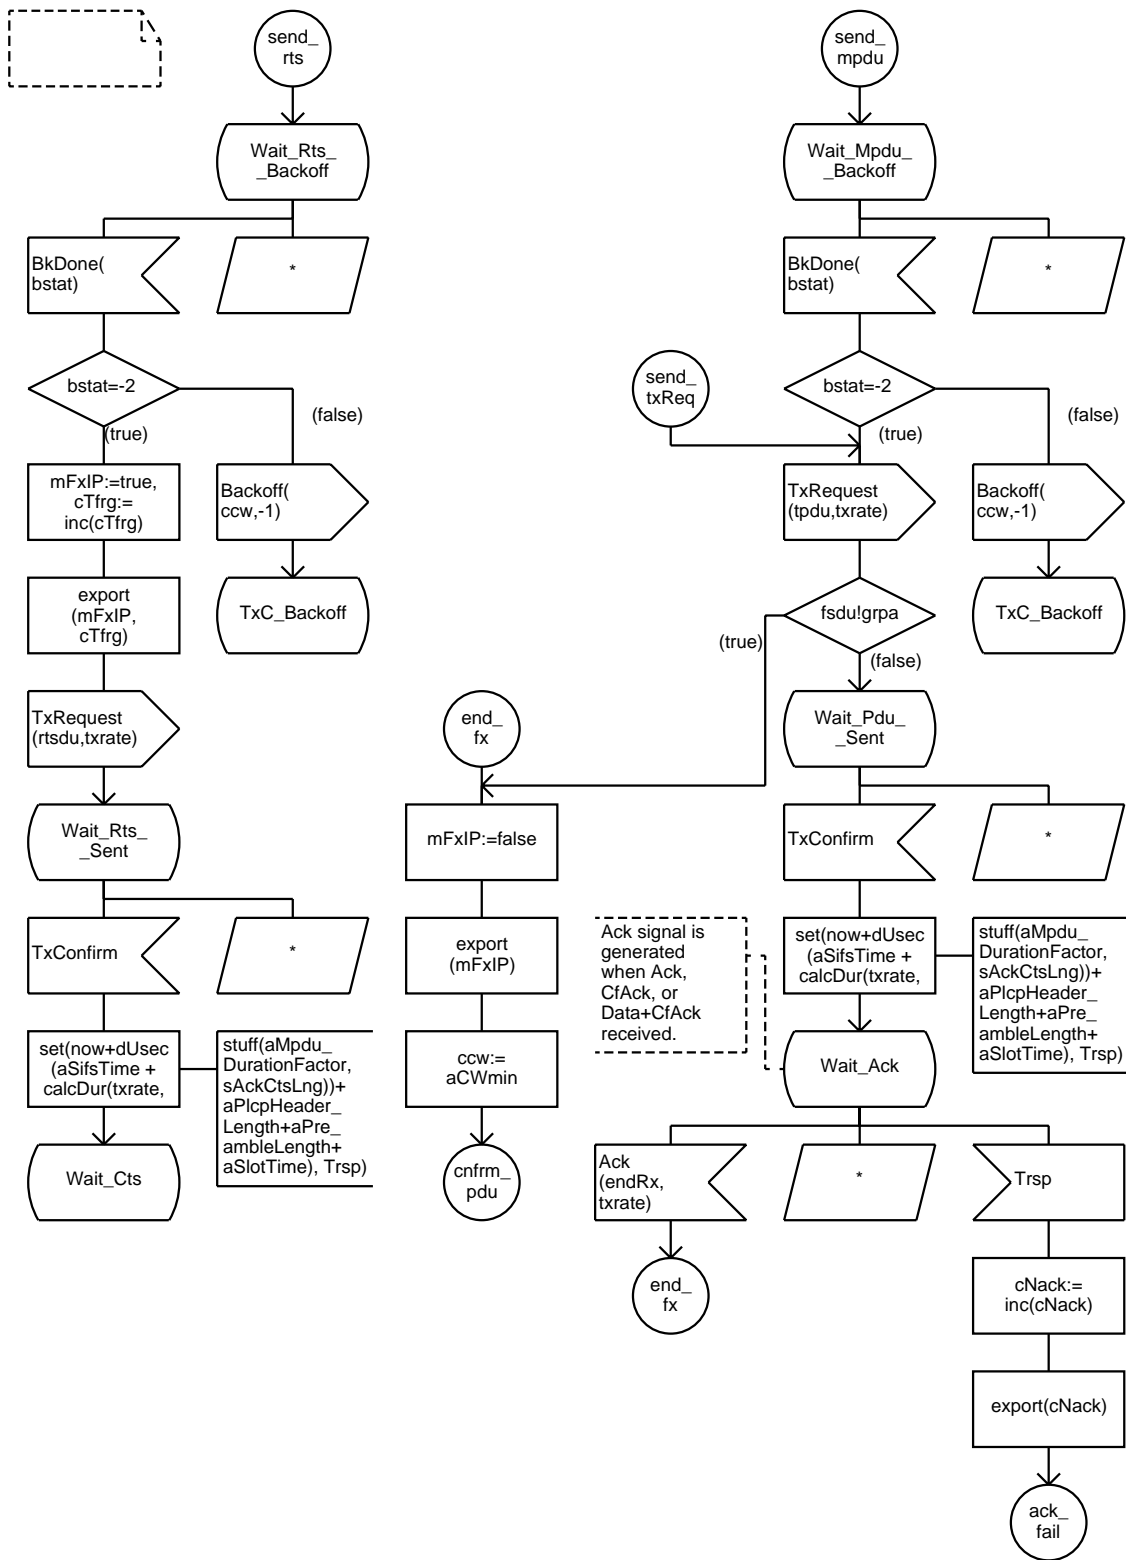 send_
rts
Wait_Rts_
_Backoff
BkDone(
bstat)
*
bstat=-2
(true)
(false)
mFxIP:=true,
cTfrg:=
inc(cTfrg)
Backoff(
ccw,-1)
export
(mFxIP,
cTfrg)
TxC_Backoff
TxRequest
(rtsdu,txrate)
Wait_Rts_
_Sent
TxConfirm
*
set(now+dUsec
(aSifsTime +
calcDur(txrate,
stuff(aMpdu_
DurationFactor,
sAckCtsLng))+
aPlcpHeader_
Length+aPre_
ambleLength+
aSlotTime), Trsp)
Wait_Cts
end_
fx
mFxIP:=false
export
(mFxIP)
ccw:=
aCWmin
cnfrm_
pdu
send_
mpdu
Wait_Mpdu_
_Backoff
BkDone(
bstat)
*
send_
txReq
bstat=-2
(true)
(false)
TxRequest
(tpdu,txrate)
Backoff(
ccw,-1)
fsdu!grpa
(true)
(false)
TxC_Backoff
Wait_Pdu_
_Sent
TxConfirm
*
Ack signal is
generated
when Ack,
CfAck, or
Data+CfAck
received.
set(now+dUsec
(aSifsTime +
calcDur(txrate,
stuff(aMpdu_
DurationFactor,
sAckCtsLng))+
aPlcpHeader_
Length+aPre_
ambleLength+
aSlotTime), Trsp)
Wait_Ack
Ack
(endRx,
txrate)
*
Trsp
end_
fx
cNack:=
inc(cNack)
export(cNack)
ack_
fail